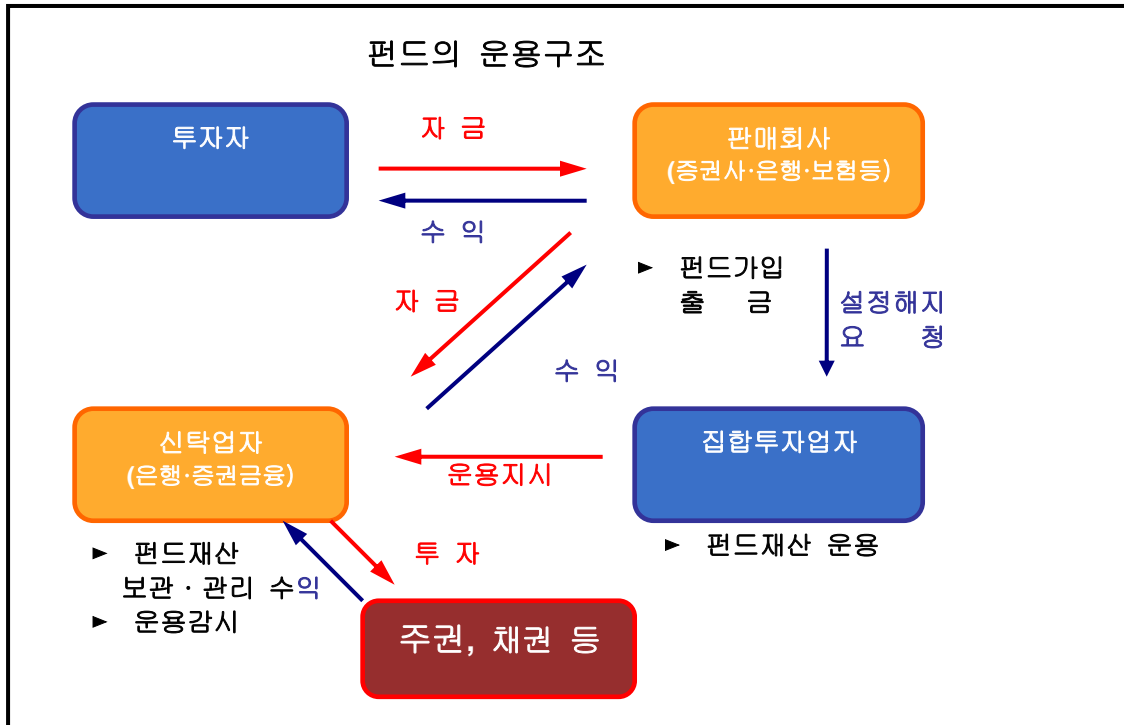 펀드의 운용구조
투자자
자 금
판매회사
(증권사·은행·보험등)
수 익
자 금
► 펀드가입
출 금
설정해지
요 청
수 익
신탁업자
(은행·증권금융)
운용지시
집합투자업자
► 펀드재산
보관·관리 수익
► 운용감시
투 자
► 펀드재산 운용
주권, 채권 등